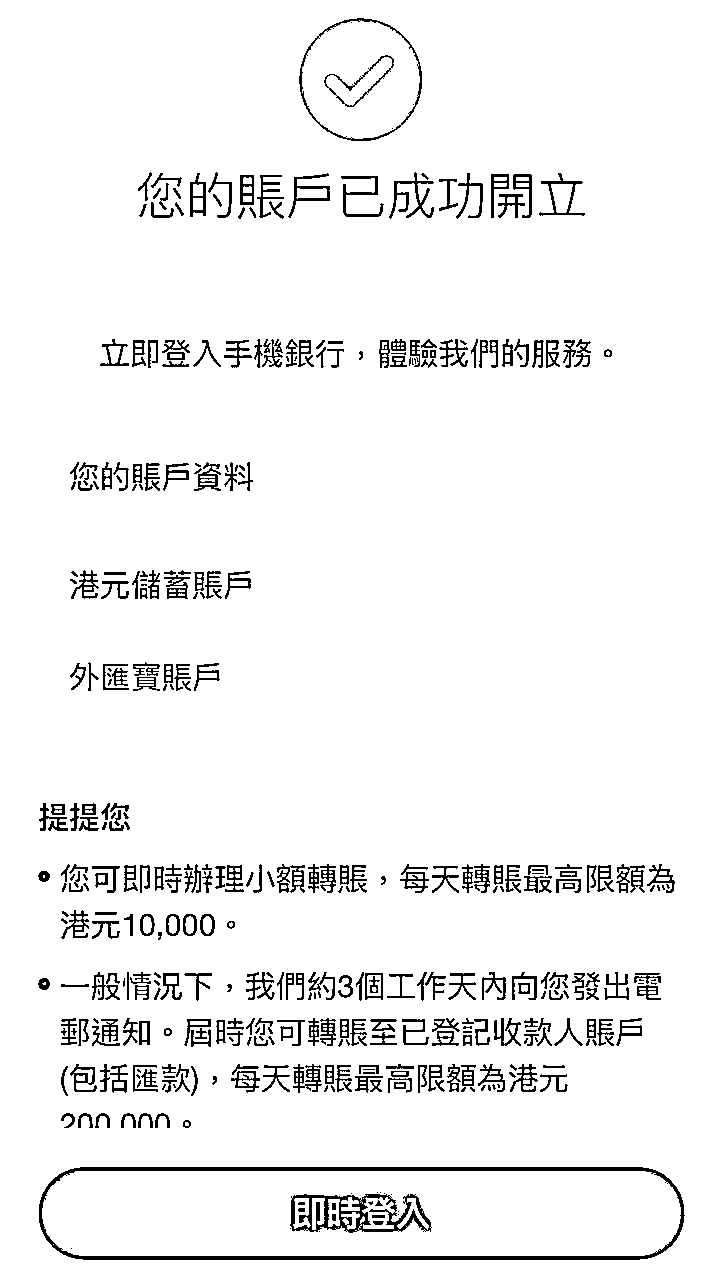 您的賬戶已成功開立
立即登入手機銀行，體驗我們的服務。
您的賬戶資料
港元儲蓄賬戶
外匯寶賬戶
提提您
• 您可即時辦理小額轉賬，每天轉賬最高限額為
港元10,000。
• 一般情況下，我們約3個工作天內向您發出電
郵通知。屆時您可轉賬至已登記收款人賬戶
(包括匯款)，每天轉賬最高限額為港元
200,000。
即時登入